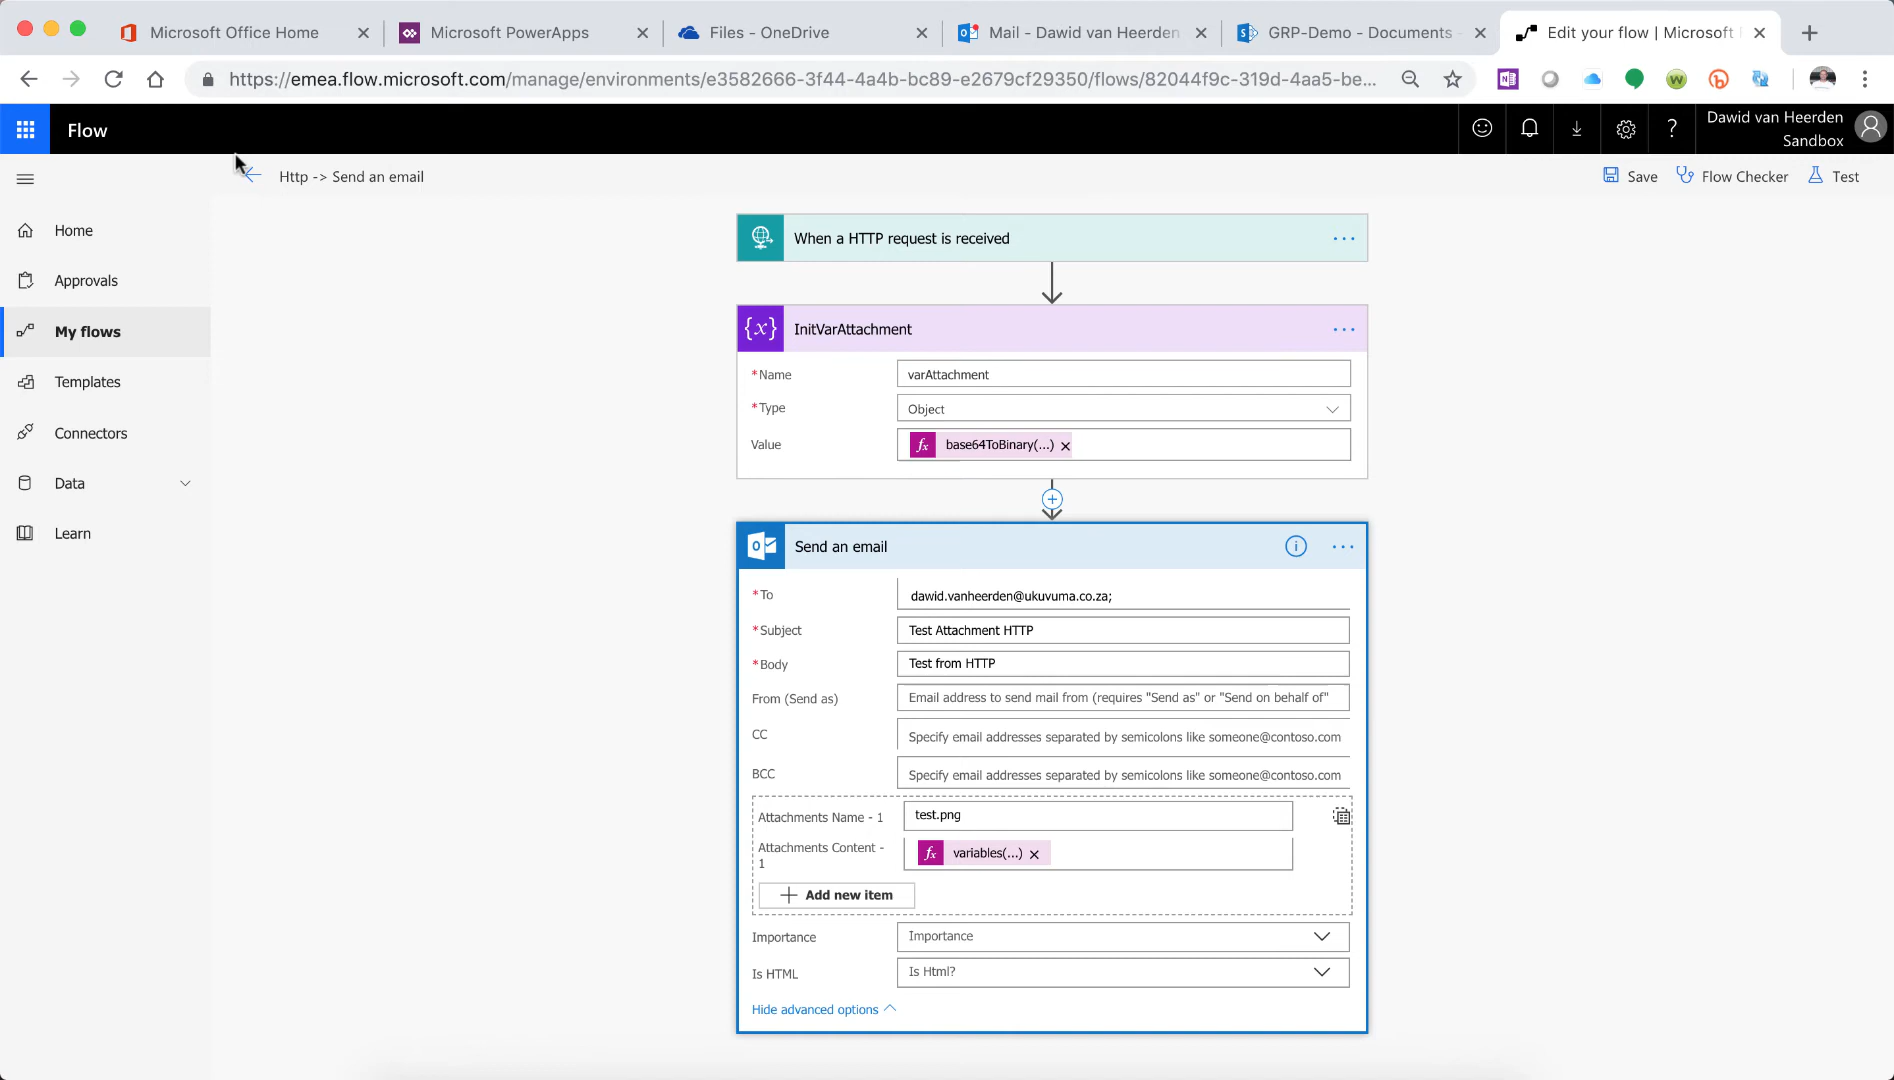 Microsoft Office Home
Microsoft PowerApps
Files - OneDrive
Mail - Dawid van Heerden
GRP-Demo - Documents -
Edit your flow | Microsoft
https://emea.flow.microsoft.com/manage/environments/e3582666-3f44-4a4b-bc89-e2679cf29350/flows/82044f9c-319d-4aa5-be...
Flow
Dawid van Heerden
Sandbox
Http -> Send an email
Save
Flow Checker
Test
Home
Approvals
My flows
Templates
Connectors
Data
Learn
When a HTTP request is received
...
{x}
InitVarAttachment
...
*Name
varAttachment
*Type
Object
Value
fx base64ToBinary(...) ×
Send an email
...
*To
dawid.vanheerden@ukuvuma.co.za;
*Subject
Test Attachment HTTP
*Body
Test from HTTP
From (Send as)
Email address to send mail from (requires "Send as" or "Send on behalf of"
CC
Specify email addresses separated by semicolons like someone@contoso.com
BCC
Specify email addresses separated by semicolons like someone@contoso.com
Attachments Name - 1
test.png
Attachments Content -
1
fx variables(...) ×
+ Add new item
Importance
Importance
Is HTML
Is Html?
Hide advanced options